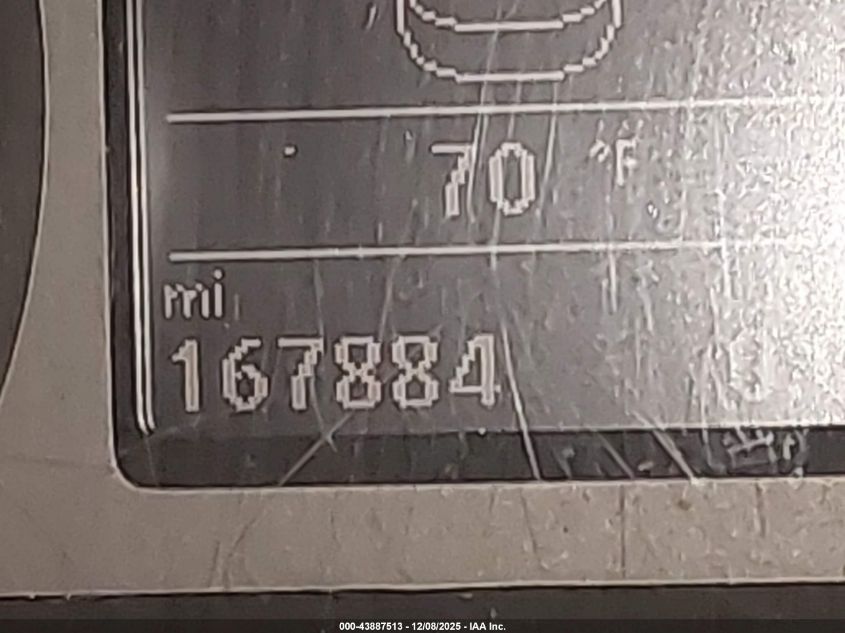 70 °F
mi
167884
000-43887513 - 12/08/2025 - IAA Inc.